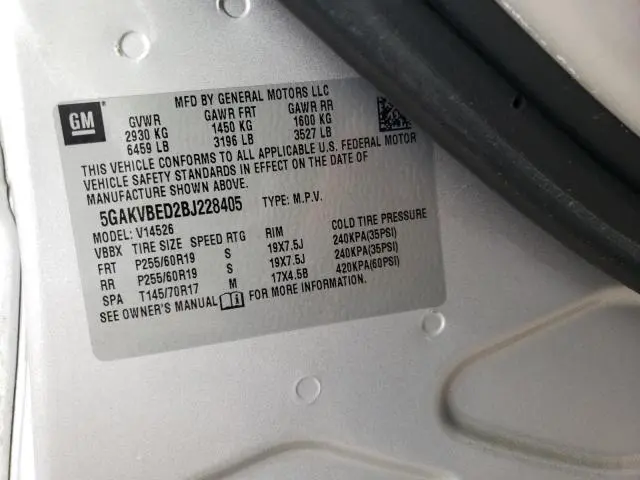 GM
MFD BY GENERAL MOTORS LLC
GVWR GAWR FRT GAWR RR
2930 KG 1450 KG 1600 KG
6459 LB 3196 LB 3527 LB
THIS VEHICLE CONFORMS TO ALL APPLICABLE U.S. FEDERAL MOTOR
VEHICLE SAFETY STANDARDS IN EFFECT ON THE DATE OF
MANUFACTURE SHOWN ABOVE.
5GAKVBED2BJ228405 TYPE: M.P.V.
MODEL: V14526
VBBX TIRE SIZE SPEED RTG RIM COLD TIRE PRESSURE
FRT P255/60R19 S 19X7.5J 240KPA(35PSI)
RR P255/60R19 S 19X7.5J 240KPA(35PSI)
SPA T145/70R17 M 17X4.5B 420KPA(60PSI)
SEE OWNER'S MANUAL FOR MORE INFORMATION.